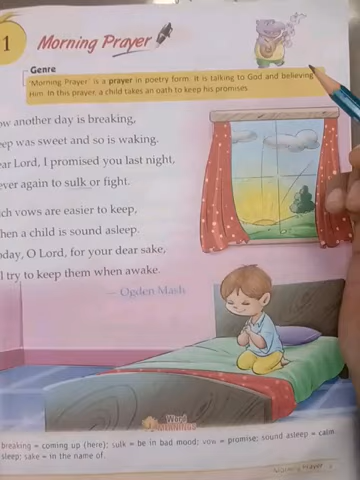 1
Morning Prayer
Genre
'Morning Prayer' is a prayer in poetry form. It is talking to God and believing
Him. In this prayer, a child takes an oath to keep his promises.
ow another day is breaking,
eep was sweet and so is waking.
ear Lord, I promised you last night,
ever again to sulk or fight.
ch vows are easier to keep,
hen a child is sound asleep.
oday, O Lord, for your dear sake,
l try to keep them when awake.
— Ogden Mash
Word
MEANINGS
breaking = coming up (here); sulk = be in bad mood; vow = promise; sound asleep = calm
sleep; sake = in the name of.
Morning Prayer